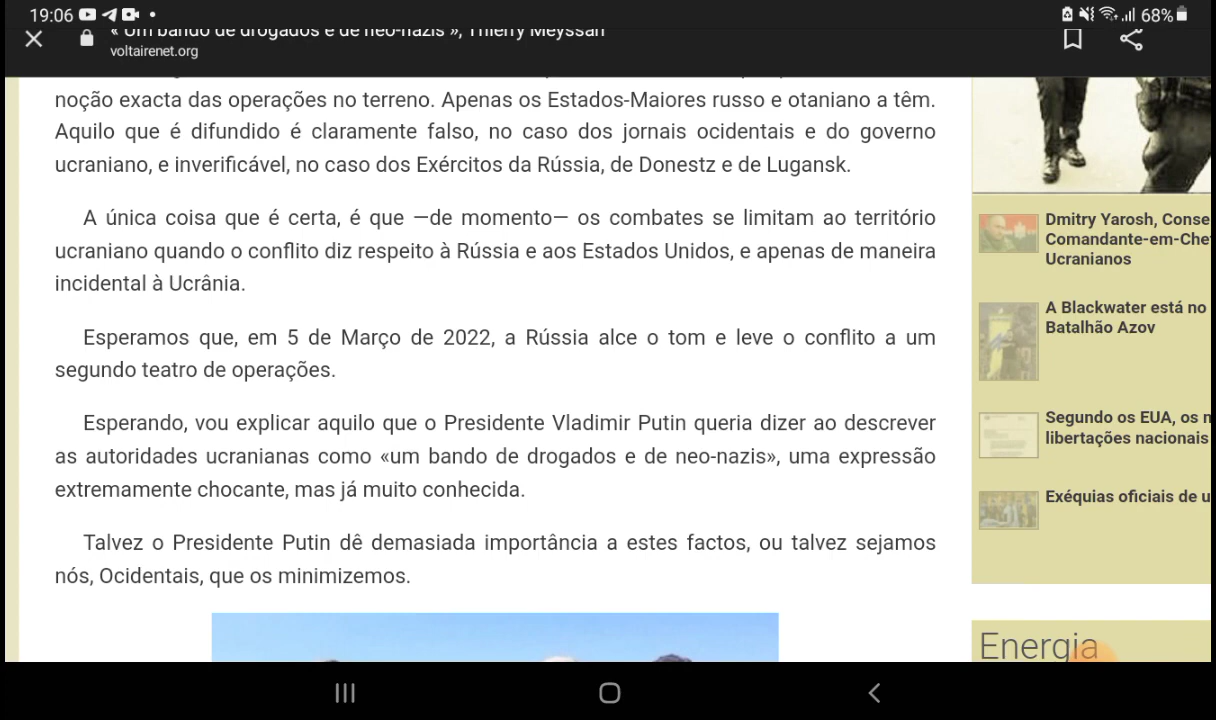 19:06
68%
« Um bando de drogados e de neo-nazis », Thierry Meyssan
voltairenet.org
noção exacta das operações no terreno. Apenas os Estados-Maiores russo e otaniano a têm.
Aquilo que é difundido é claramente falso, no caso dos jornais ocidentais e do governo
ucraniano, e inverificável, no caso dos Exércitos da Rússia, de Donestz e de Lugansk.
A única coisa que é certa, é que —de momento— os combates se limitam ao território
ucraniano quando o conflito diz respeito à Rússia e aos Estados Unidos, e apenas de maneira
incidental à Ucrânia.
Esperamos que, em 5 de Março de 2022, a Rússia alce o tom e leve o conflito a um
segundo teatro de operações.
Esperando, vou explicar aquilo que o Presidente Vladimir Putin queria dizer ao descrever
as autoridades ucranianas como «um bando de drogados e de neo-nazis», uma expressão
extremamente chocante, mas já muito conhecida.
Talvez o Presidente Putin dê demasiada importância a estes factos, ou talvez sejamos
nós, Ocidentais, que os minimizemos.
Dmitry Yarosh, Conse
Comandante-em-Chef
Ucranianos
A Blackwater está no
Batalhão Azov
Segundo os EUA, os
libertações nacionais
Exéquias oficiais de u
Energia